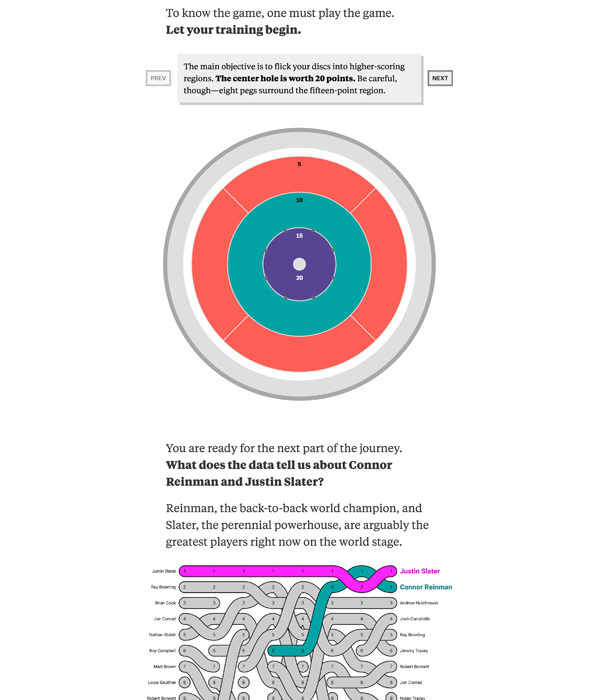 To know the game, one must play the game.
Let your training begin.
PREV
The main objective is to flick your discs into higher-scoring
regions. The center hole is worth 20 points. Be careful,
though—eight pegs surround the fifteen-point region.
NEXT
5
10
15
20
You are ready for the next part of the journey.
What does the data tell us about Connor
Reinman and Justin Slater?
Reinman, the back-to-back world champion, and
Slater, the perennial powerhouse, are arguably the
greatest players right now on the world stage.
Justin Slater
Justin Slater
Ray Beierling
Connor Reinman
Brian Cook
Andrew Hutchinson
Jon Conrad
Josh Carrafiello
Nathan Walsh
Ray Beierling
Roy Campbell
Jeremy Tracey
Matt Brown
Robert Bonnett
Louis Gauthier
Jon Conrad
Robert Bonnett
Nolan Tracey